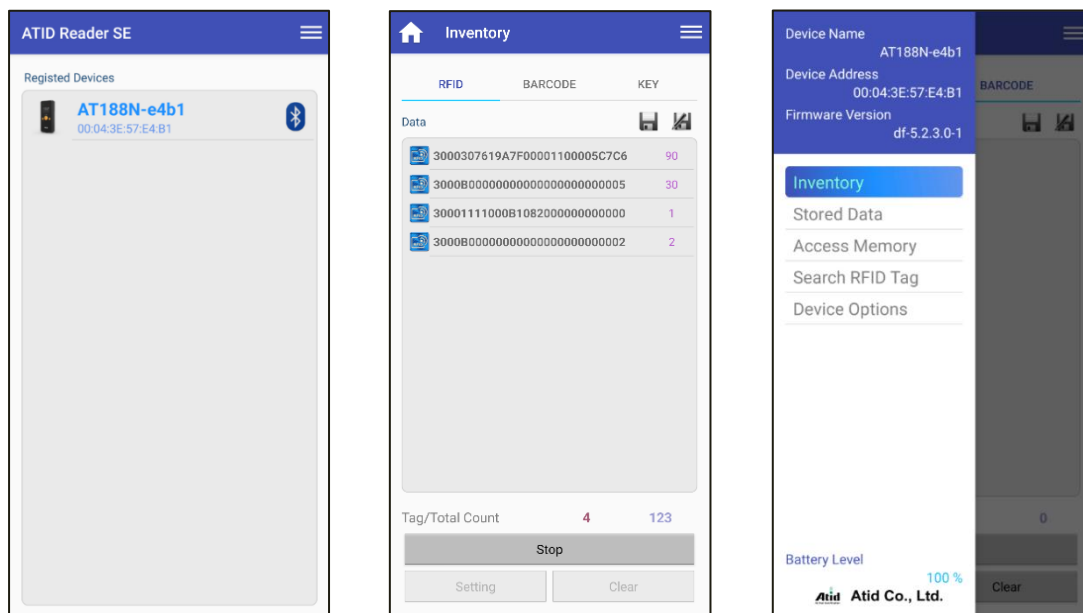 ATID Reader SE
Registed Devices
AT188N-e4b1
00:04:3E:57:E4:B1
Inventory
RFID BARCODE KEY
Data
3000307619A7F00001100005C7C6 90
3000B00000000000000000000005 30
30001111000B1082000000000000 1
3000B00000000000000000000002 2
Tag/Total Count 4 123
Stop
Setting Clear
Device Name
AT188N-e4b1
Device Address
00:04:3E:57:E4:B1
Firmware Version
df-5.2.3.0-1
BARCODE
Inventory
Stored Data
Access Memory
Search RFID Tag
Device Options
0
Battery Level
100 %
Atid Atid Co., Ltd.
Clear